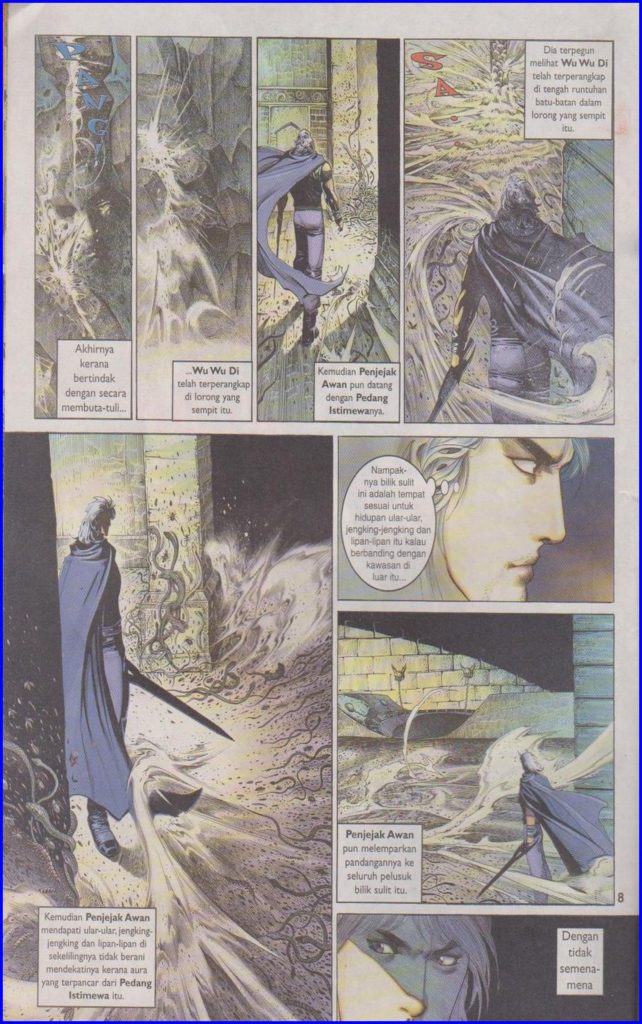 PANG!!
Akhirnya
kerana
bertindak
dengan secara
membuta-tuli...
...Wu Wu Di
telah terperangkap
di lorong yang
sempit itu.
Kemudian Penjejak
Awan pun datang
dengan Pedang
Istimewanya.
SA..
Dia terpegun
melihat Wu Wu Di
telah terperangkap
di tengah runtuhan
batu-batan dalam
lorong yang sempit
itu.
Kemudian Penjejak Awan
mendapati ular-ular, jengking-
jengking dan lipan-lipan di
sekelilingnya tidak berani
mendekatinya kerana aura
yang terpancar dari Pedang
Istimewa itu.
Nampak-
nya bilik sulit
ini adalah tempat
sesuai untuk
hidupan ular-ular,
jengking-jengking dan
lipan-lipan itu kalau
berbanding dengan
kawasan di
luar itu...
Penjejak Awan
pun melemparkan
pandangannya ke
seluruh pelusuk
bilik sulit itu.
8
Dengan
tidak
semena-
mena